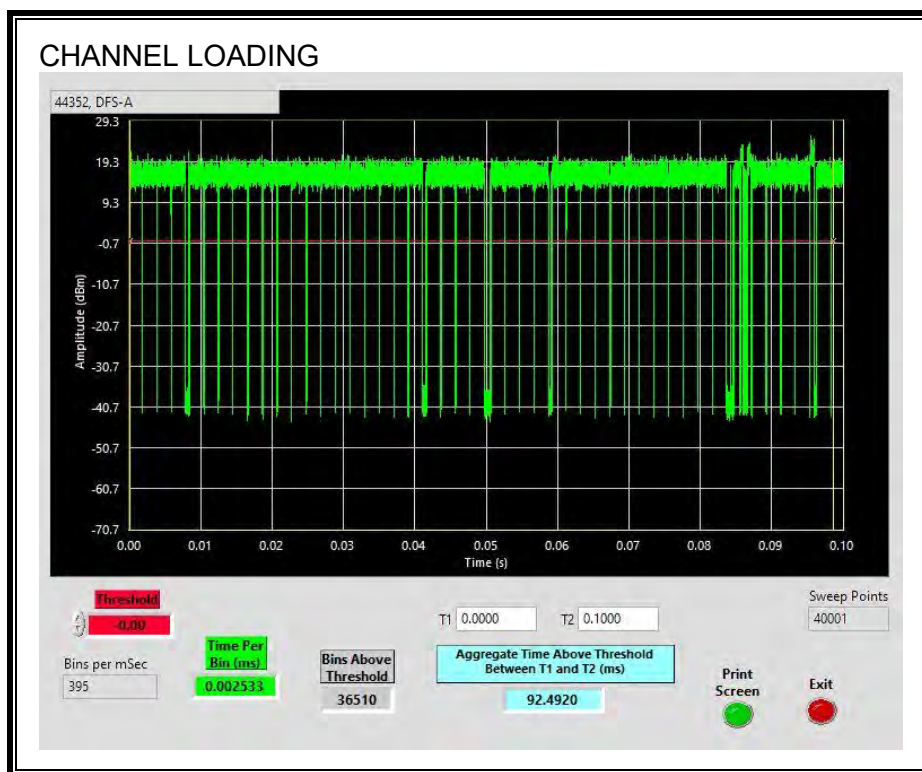 CHANNEL LOADING
44352, DFS-A
29.3
19.3
9.3
-0.7
-10.7
-20.7
-30.7
-40.7
-50.7
-60.7
-70.7
Amplitude (dBm)
0.00 0.01 0.02 0.03 0.04 0.05 0.06 0.07 0.08 0.09 0.10
Time (s)
Threshold
-0.00
Bins per mSec
395
Time Per
Bin (ms)
0.002533
Bins Above
Threshold
36510
T1 0.0000 T2 0.1000
Aggregate Time Above Threshold
Between T1 and T2 (ms)
92.4920
Sweep Points
40001
Print
Screen
Exit